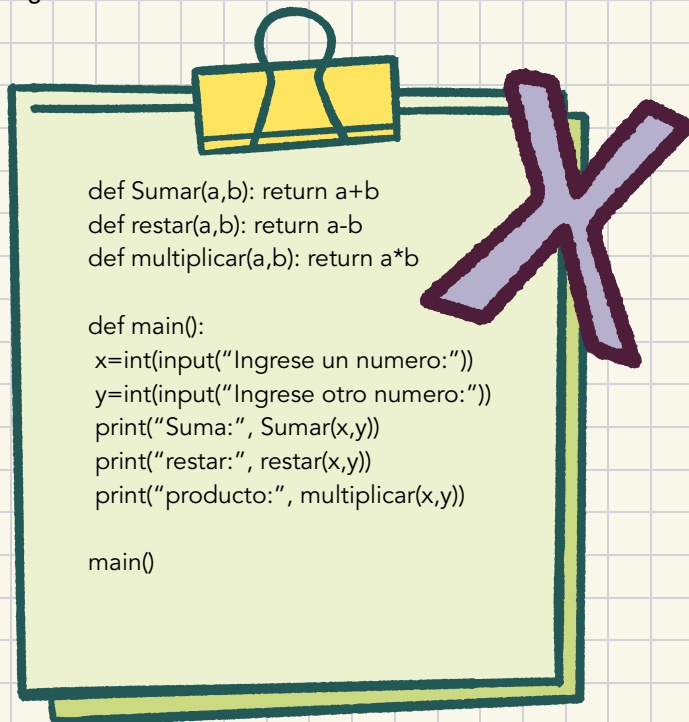 def Sumar(a,b): return a+b
def restar(a,b): return a-b
def multiplicar(a,b): return a*b
def main():
x=int(input(“Ingrese un numero:”))
y=int(input(“Ingrese otro numero:”))
print(“Suma:”, Sumar(x,y))
print(“restar:”, restar(x,y))
print(“producto:”, multiplicar(x,y))
main()